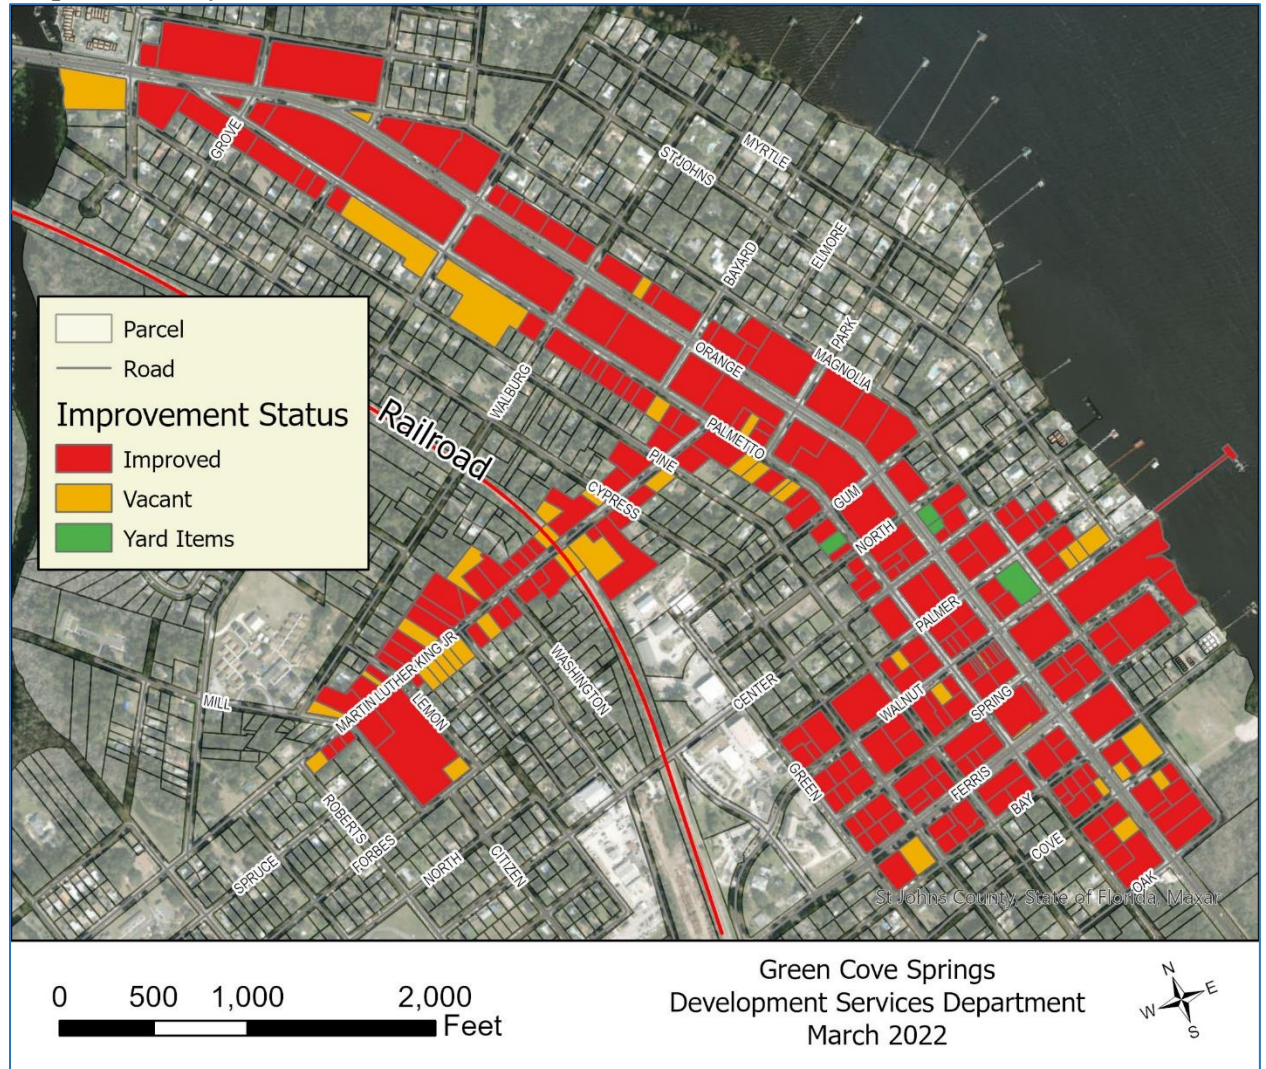 GROVE
MYRTLE
ST JOHNS
BAYARD
ELMORE
PARK
MAGNOLIA
ORANGE
WALBURG
PALMETTO
PINE
CYPRESS
GUM
NORTH
PALMER
Railroad
Parcel
Road
Improvement Status
Improved
Vacant
Yard Items
MARTIN LUTHER KING JR
MILL
LEMON
WASHINGTON
CENTER
WALNUT
SPRING
GREEN
FERRIS
BAY
COVE
OAK
ROBERTS
FORBES
SPRUCE
NORTH
CITIZEN
St Johns County, State of Florida, Maxar
0 500 1,000 2,000
Feet
Green Cove Springs
Development Services Department
March 2022
N
E
W
S